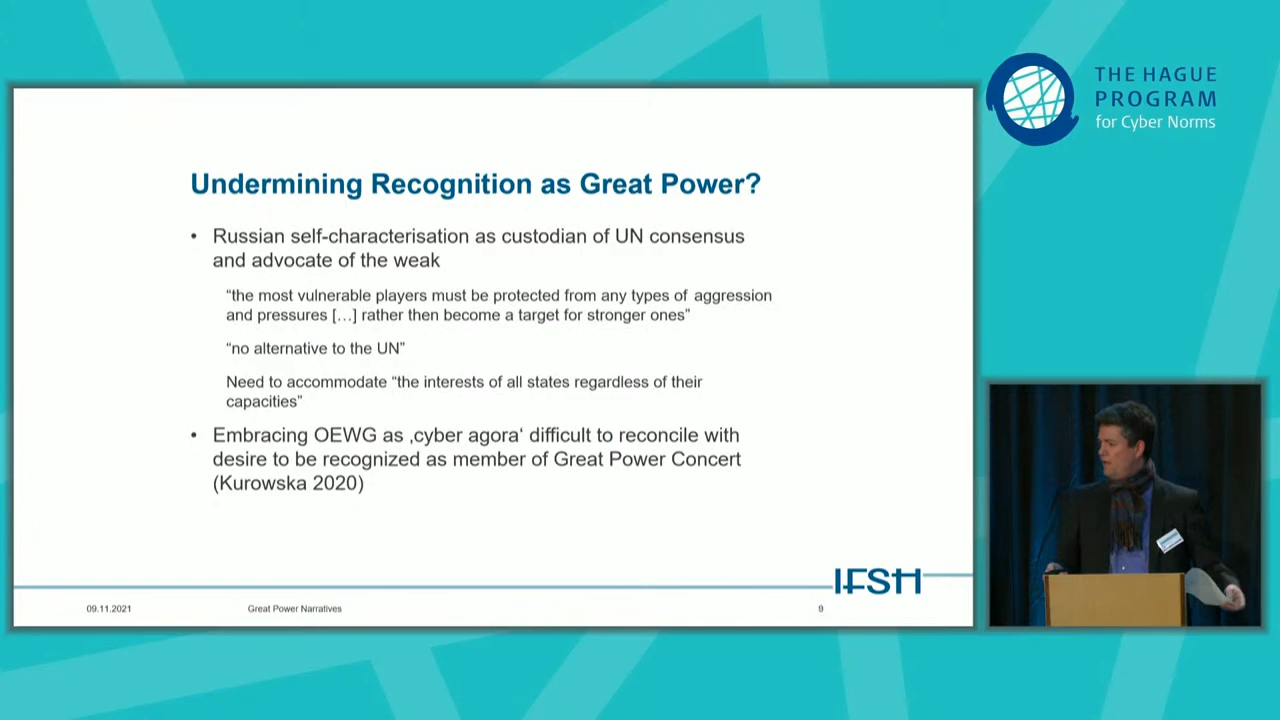 THE HAGUE
PROGRAM
for Cyber Norms
Undermining Recognition as Great Power?
• Russian self-characterisation as custodian of UN consensus
and advocate of the weak
“the most vulnerable players must be protected from any types of aggression
and pressures […] rather then become a target for stronger ones”
“no alternative to the UN”
Need to accommodate “the interests of all states regardless of their
capacities”
• Embracing OEWG as ‚cyber agora‘ difficult to reconcile with
desire to be recognized as member of Great Power Concert
(Kurowska 2020)
IFSH
09.11.2021
Great Power Narratives
9